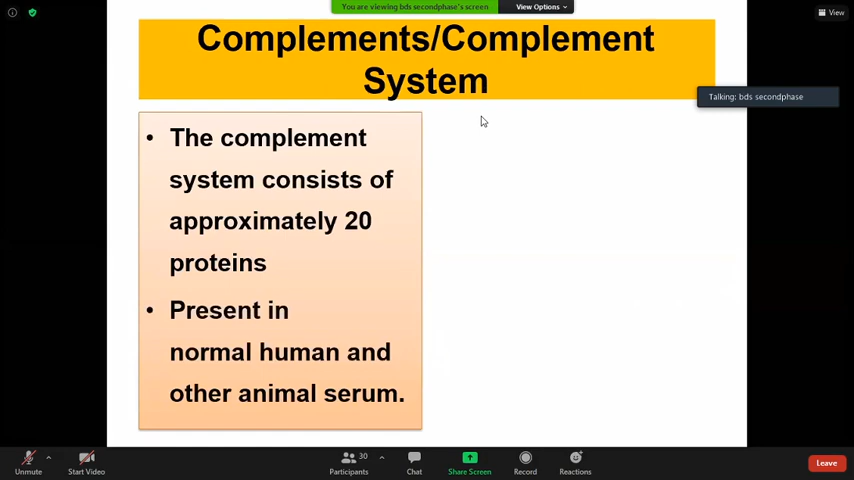 You are viewing bds secondphase's screen
View Options
View
Complements/Complement
System
Talking: bds secondphase
• The complement
system consists of
approximately 20
proteins
• Present in
normal human and
other animal serum.
Unmute
Start Video
30
Participants
Chat
Share Screen
Record
Reactions
Leave